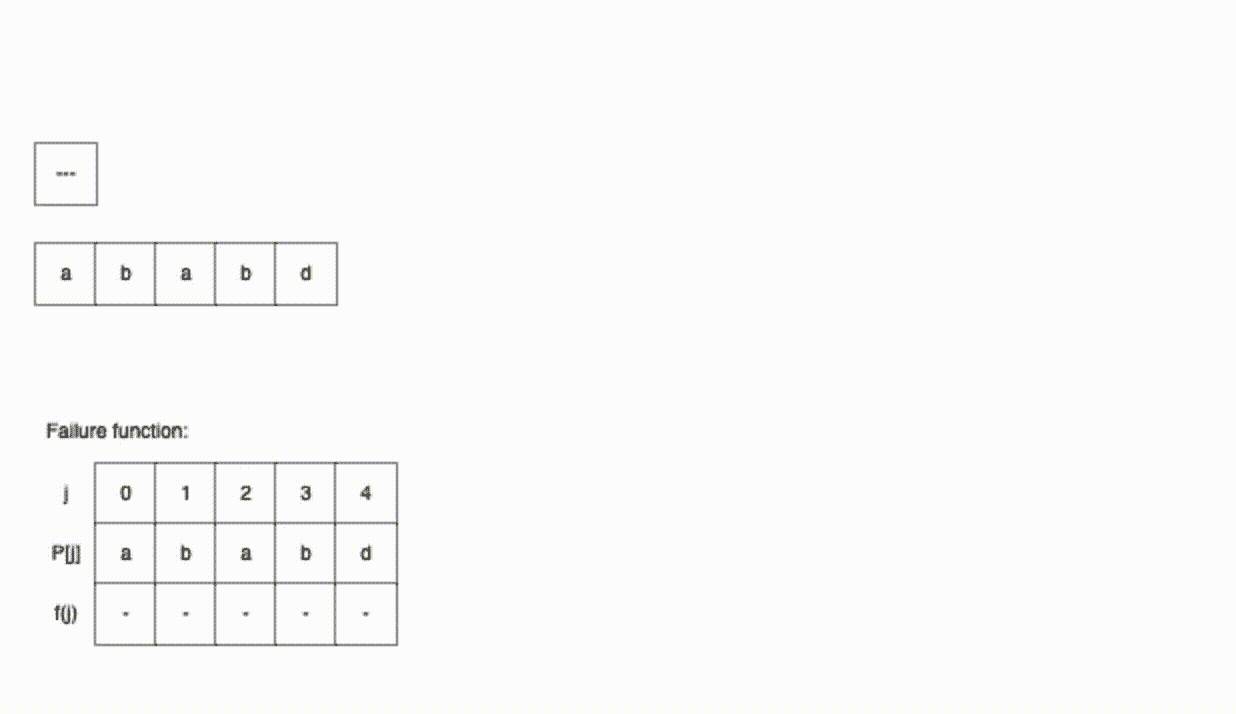 ---
a b a b d
Failure function:
j 0 1 2 3 4
P[j] a b a b d
f(j) - - - - -